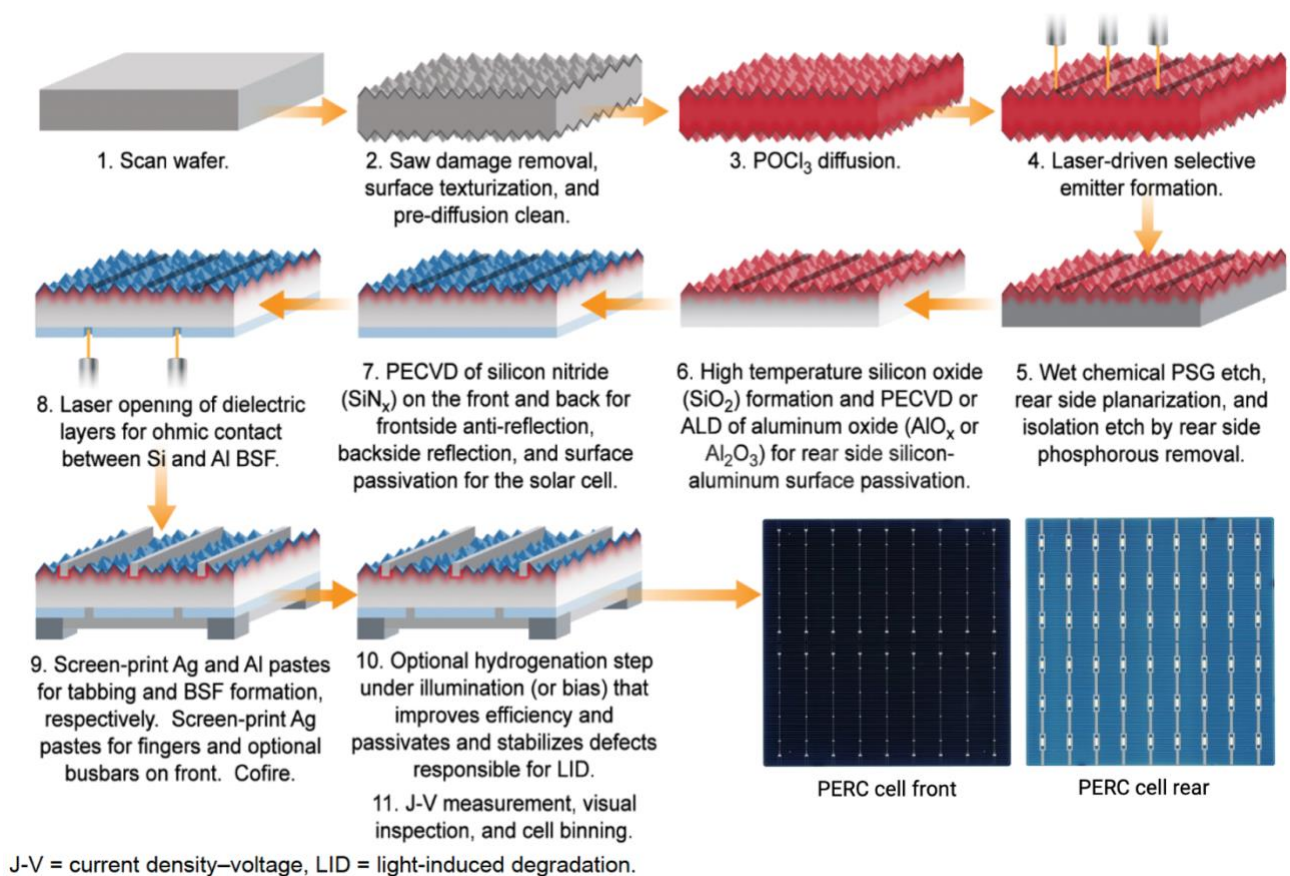 1. Scan wafer.
2. Saw damage removal,
surface texturization, and
pre-diffusion clean.
3. POCl₃ diffusion.
4. Laser-driven selective
emitter formation.
5. Wet chemical PSG etch,
rear side planarization, and
isolation etch by rear side
phosphorous removal.
6. High temperature silicon oxide
(SiO₂) formation and PECVD or
ALD of aluminum oxide (AlOₓ or
Al₂O₃) for rear side silicon-
aluminum surface passivation.
7. PECVD of silicon nitride
(SiNₓ) on the front and back for
frontside anti-reflection,
backside reflection, and surface
passivation for the solar cell.
8. Laser opening of dielectric
layers for ohmic contact
between Si and Al BSF.
9. Screen-print Ag and Al pastes
for tabbing and BSF formation,
respectively. Screen-print Ag
pastes for fingers and optional
busbars on front. Cofire.
10. Optional hydrogenation step
under illumination (or bias) that
improves efficiency and
passivates and stabilizes defects
responsible for LID.
11. J-V measurement, visual
inspection, and cell binning.
PERC cell front
PERC cell rear
J-V = current density–voltage, LID = light-induced degradation.